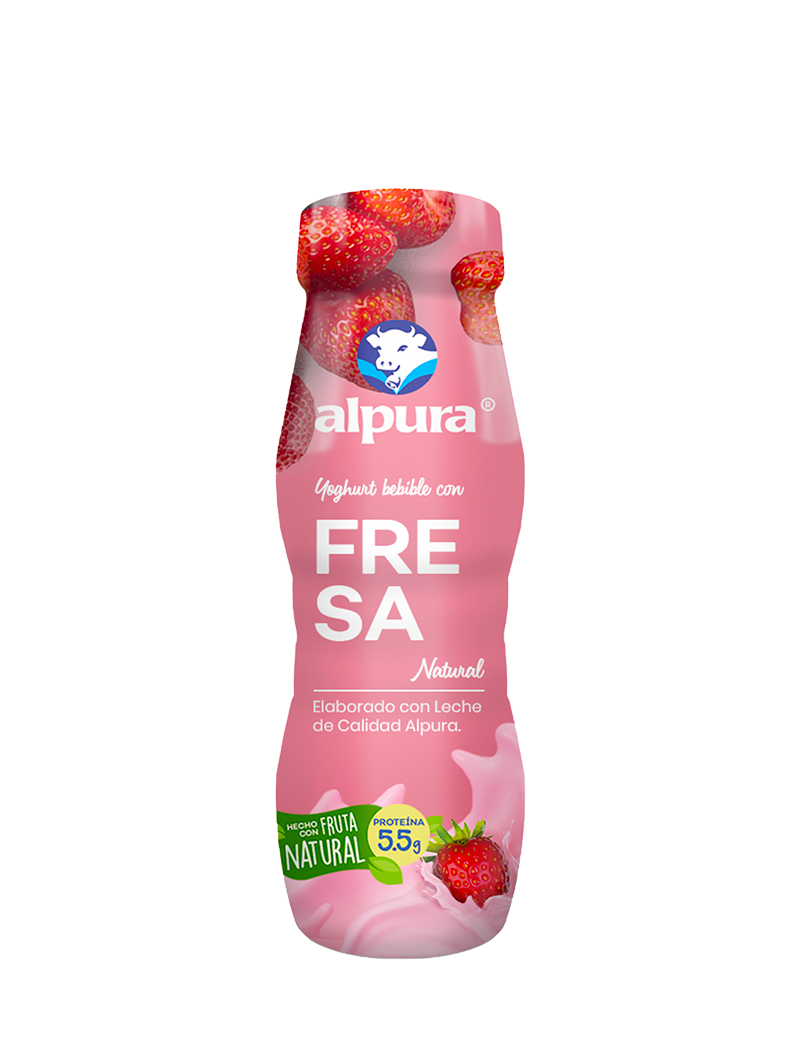 alpura®
Yoghurt bebible con
FRE
SA
Natural
Elaborado con Leche
de Calidad Alpura.
HECHO
CON FRUTA
NATURAL
PROTEÍNA
5.5g